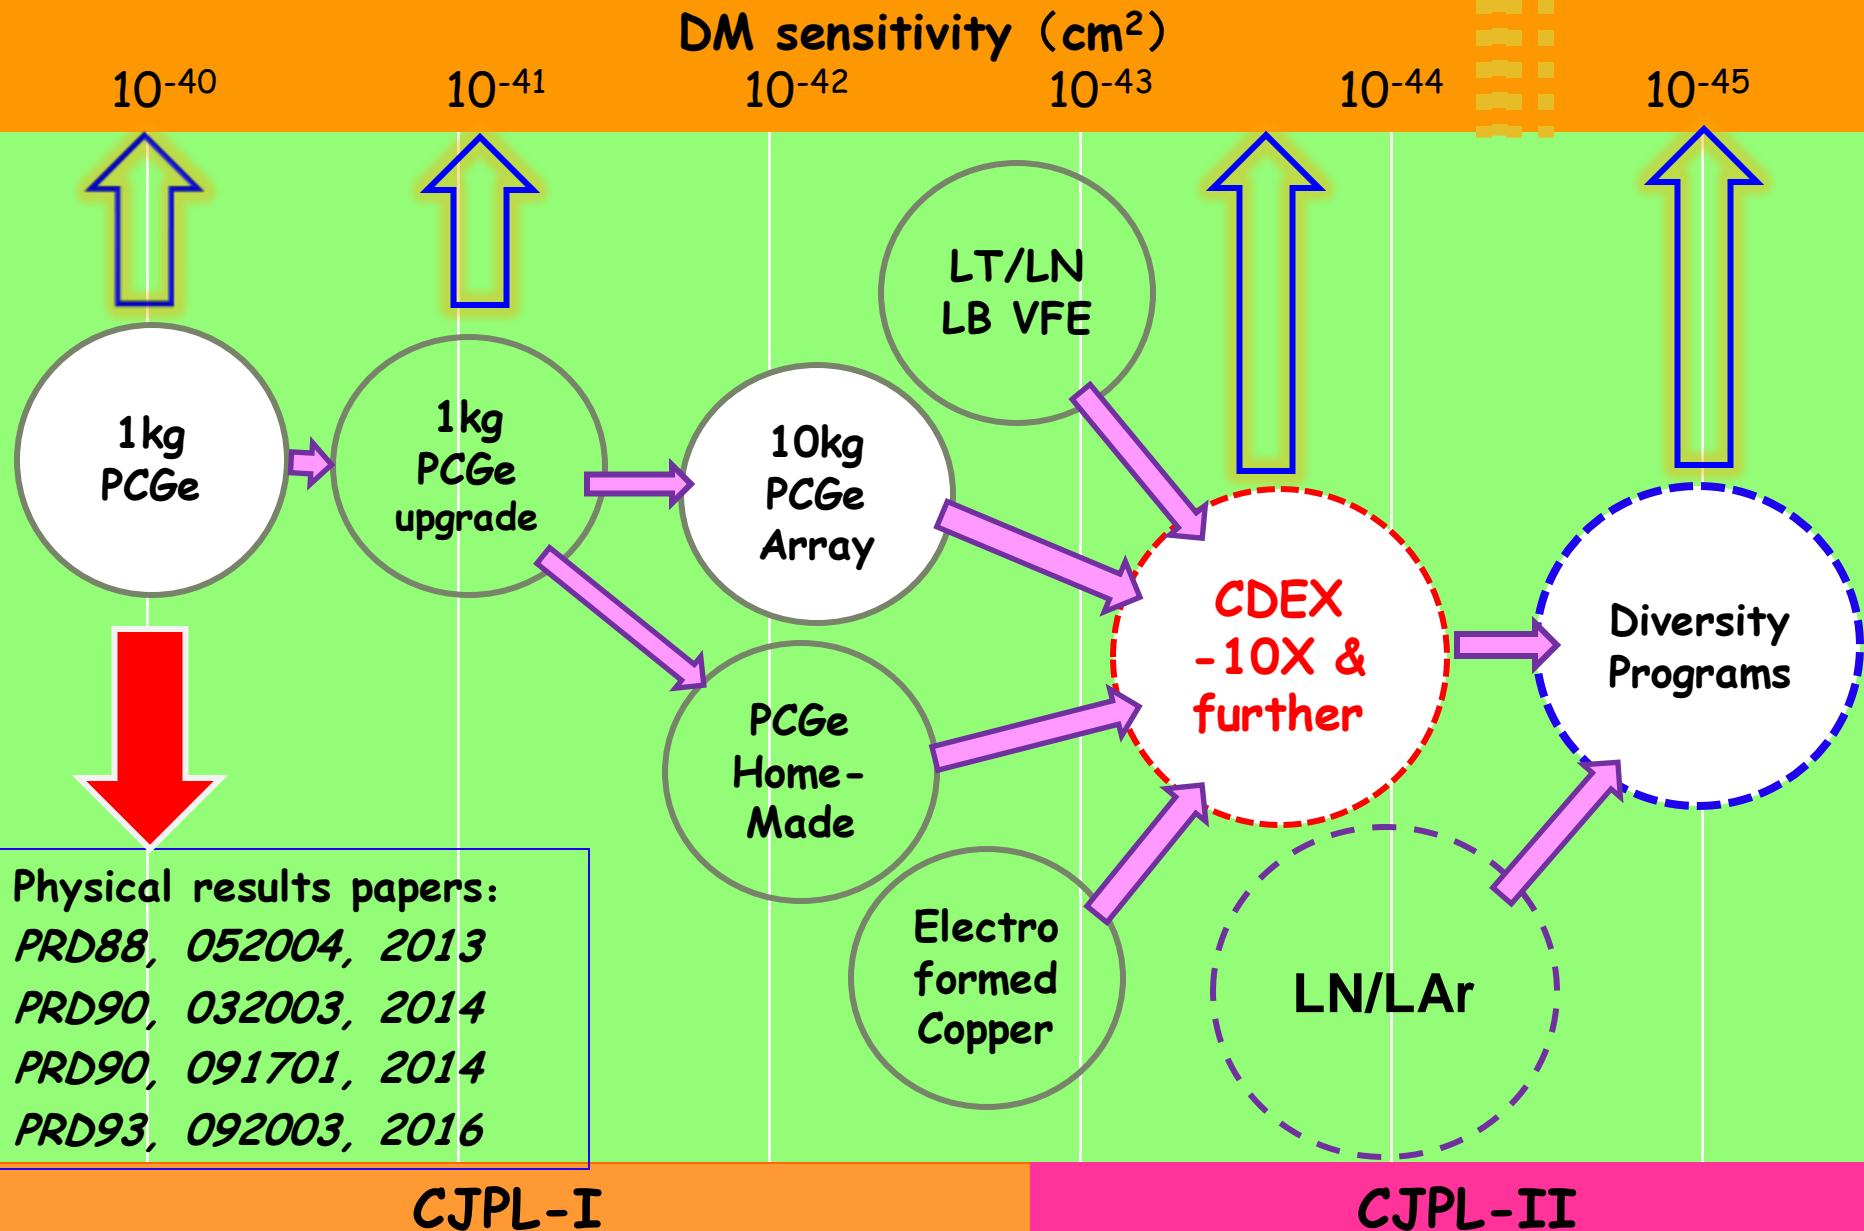 DM sensitivity（cm²）
10⁻⁴⁰ 10⁻⁴¹ 10⁻⁴² 10⁻⁴³ 10⁻⁴⁴ 10⁻⁴⁵
1kg
PCGe
1kg
PCGe
upgrade
10kg
PCGe
Array
LT/LN
LB VFE
PCGe
Home-
Made
Electro
formed
Copper
CDEX
-10X &
further
LN/LAr
Diversity
Programs
Physical results papers：
PRD88, 052004, 2013
PRD90, 032003, 2014
PRD90, 091701, 2014
PRD93, 092003, 2016
CJPL-I
CJPL-II